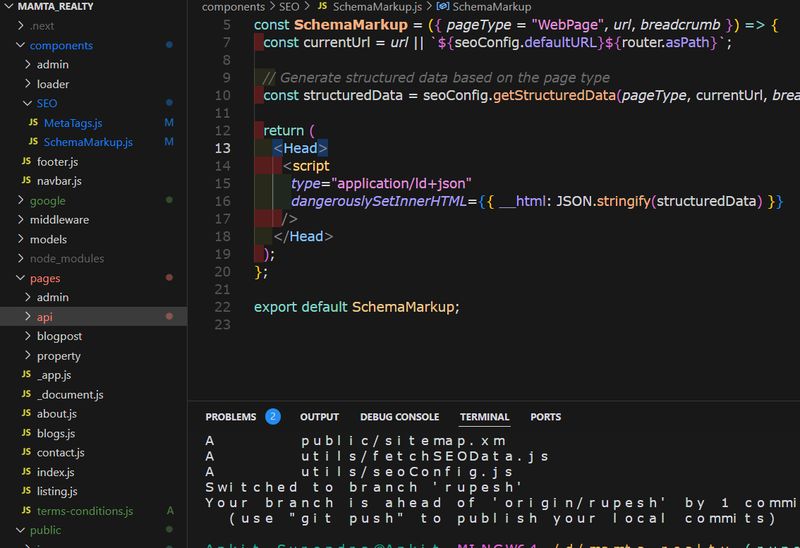 MAMTA_REALTY
.next
components
admin
loader
SEO
JS MetaTags.js M
JS SchemaMarkup.js M
JS footer.js
JS navbar.js
google
middleware
models
node_modules
pages
admin
api
blogpost
property
JS _app.js
JS _document.js
JS about.js
JS blogs.js
JS contact.js
JS index.js
JS listing.js
JS terms-conditions.js A
public
components > SEO > JS SchemaMarkup.js > SchemaMarkup
5 const SchemaMarkup = ({ pageType = "WebPage", url, breadcrumb }) => {
7 const currentUrl = url || `${seoConfig.defaultURL}${router.asPath}`;
8
9 // Generate structured data based on the page type
10 const structuredData = seoConfig.getStructuredData(pageType, currentUrl, brea
11
12 return (
13 <Head>
14 <script
15 type="application/ld+json"
16 dangerouslySetInnerHTML={{ __html: JSON.stringify(structuredData) }}
17 />
18 </Head>
19 );
20 };
21
22 export default SchemaMarkup;
23
PROBLEMS 2 OUTPUT DEBUG CONSOLE TERMINAL PORTS
A public/sitemap.xm
A utils/fetchSEOData.js
A utils/seoConfig.js
Switched to branch 'rupesh'
Your branch is ahead of 'origin/rupesh' by 1 commi
(use "git push" to publish your local commits)